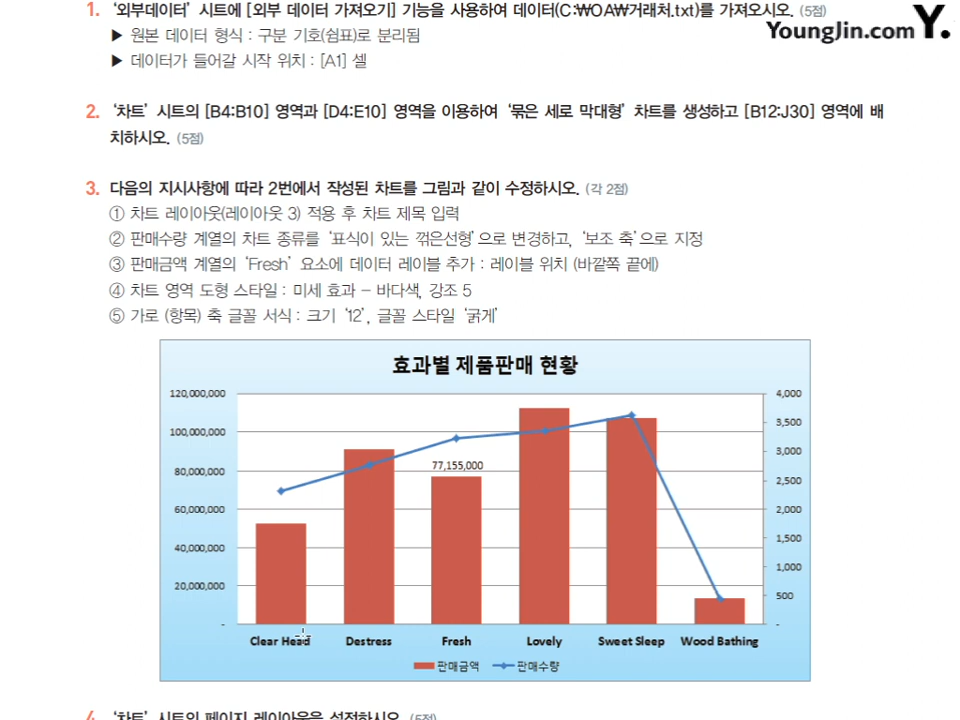 1. ‘외부데이터’ 시트에 [외부 데이터 가져오기] 기능을 사용하여 데이터(C:₩OA₩거래처.txt)를 가져오시오. (5점)
YoungJin.com Y.
▶ 원본 데이터 형식 : 구분 기호(쉼표)로 분리됨
▶ 데이터가 들어갈 시작 위치 : [A1] 셀
2. ‘차트’ 시트의 [B4:B10] 영역과 [D4:E10] 영역을 이용하여 ‘묶은 세로 막대형’ 차트를 생성하고 [B12:J30] 영역에 배
치하시오. (5점)
3. 다음의 지시사항에 따라 2번에서 작성된 차트를 그림과 같이 수정하시오. (각 2점)
① 차트 레이아웃(레이아웃 3) 적용 후 차트 제목 입력
② 판매수량 계열의 차트 종류를 ‘표식이 있는 꺾은선형’으로 변경하고, ‘보조 축’으로 지정
③ 판매금액 계열의 ‘Fresh’ 요소에 데이터 레이블 추가 : 레이블 위치 (바깥쪽 끝에)
④ 차트 영역 도형 스타일 : 미세 효과 – 바다색, 강조 5
⑤ 가로 (항목) 축 글꼴 서식 : 크기 ‘12’, 글꼴 스타일 ‘굵게’
효과별 제품판매 현황
120,000,000 4,000
3,500
100,000,000
3,000
80,000,000 77,155,000
2,500
60,000,000 2,000
40,000,000 1,500
1,000
20,000,000
500
- -
Clear Head Destress Fresh Lovely Sweet Sleep Wood Bathing
판매금액 판매수량
4. ‘차트’ 시트의 페이지 레이아웃을 설정하시오. (5점)